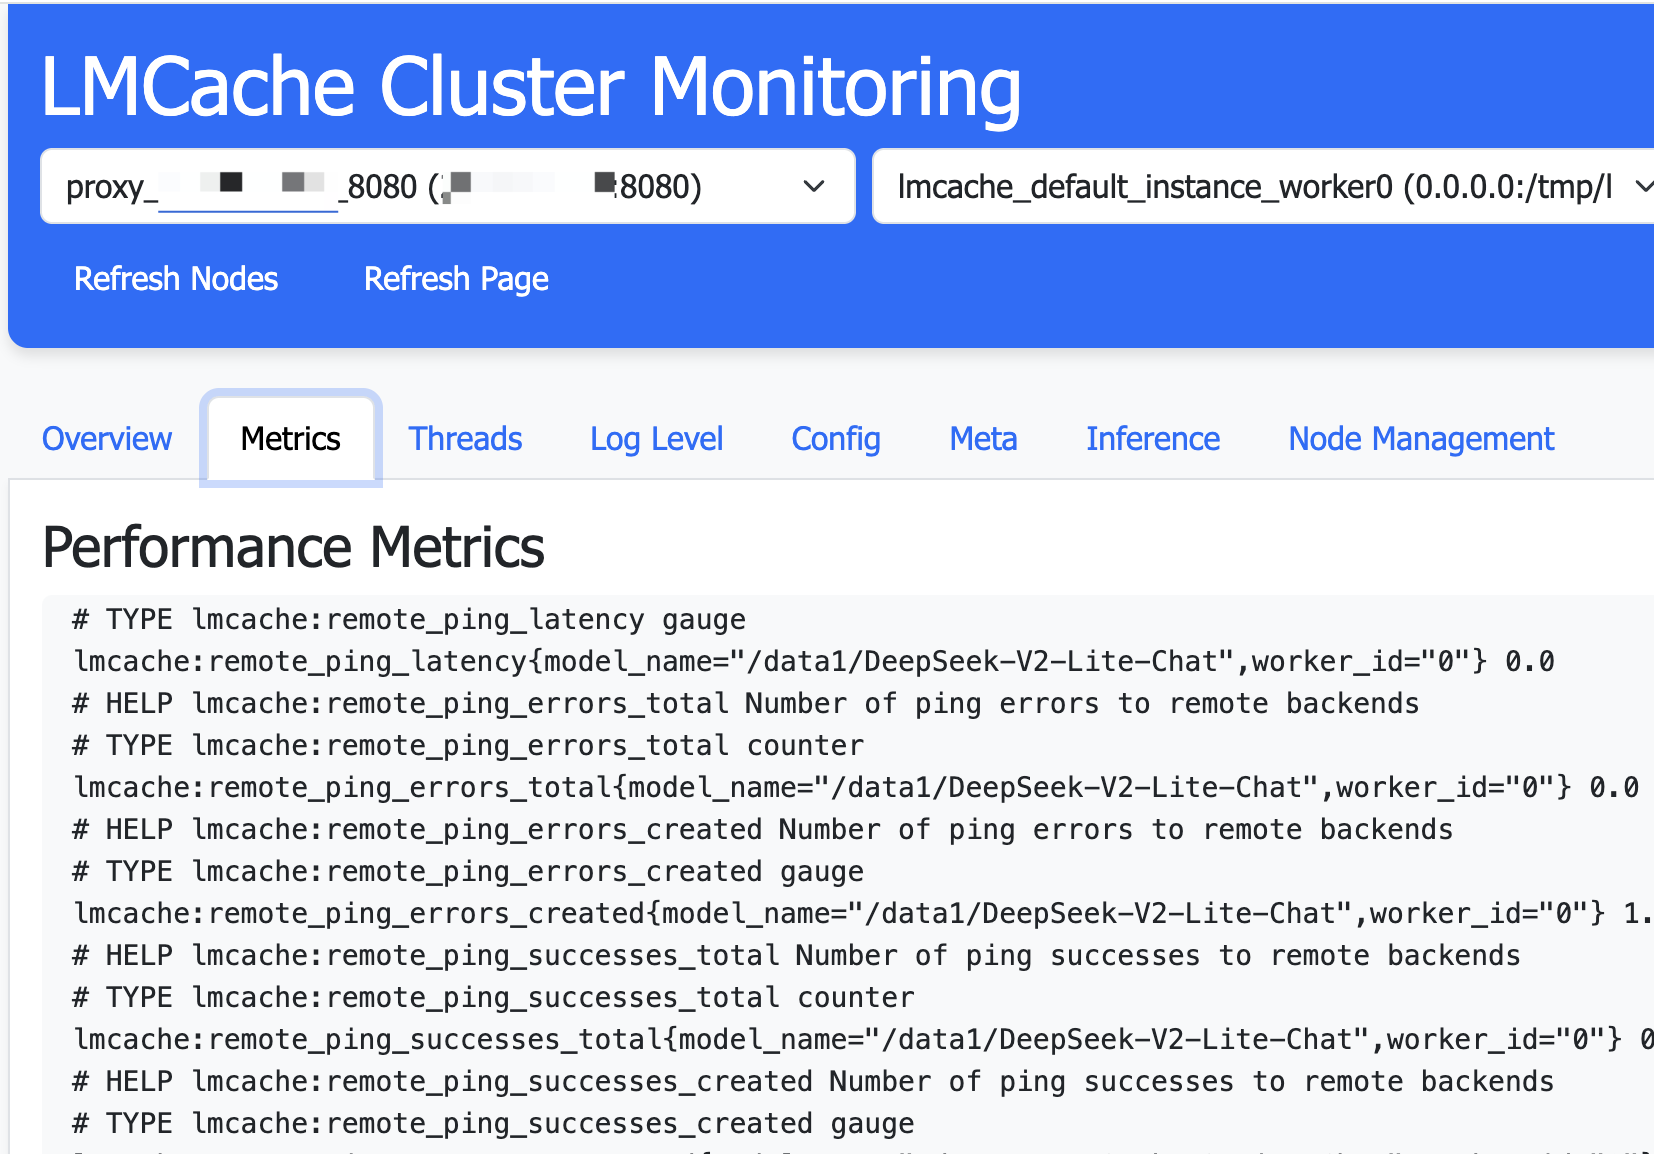 LMCache Cluster Monitoring
proxy_ _8080 ( :8080)
lmcache_default_instance_worker0 (0.0.0.0:/tmp/l
Refresh Nodes Refresh Page
Overview Metrics Threads Log Level Config Meta Inference Node Management
Performance Metrics
# TYPE lmcache:remote_ping_latency gauge
lmcache:remote_ping_latency{model_name="/data1/DeepSeek-V2-Lite-Chat",worker_id="0"} 0.0
# HELP lmcache:remote_ping_errors_total Number of ping errors to remote backends
# TYPE lmcache:remote_ping_errors_total counter
lmcache:remote_ping_errors_total{model_name="/data1/DeepSeek-V2-Lite-Chat",worker_id="0"} 0.0
# HELP lmcache:remote_ping_errors_created Number of ping errors to remote backends
# TYPE lmcache:remote_ping_errors_created gauge
lmcache:remote_ping_errors_created{model_name="/data1/DeepSeek-V2-Lite-Chat",worker_id="0"} 1.
# HELP lmcache:remote_ping_successes_total Number of ping successes to remote backends
# TYPE lmcache:remote_ping_successes_total counter
lmcache:remote_ping_successes_total{model_name="/data1/DeepSeek-V2-Lite-Chat",worker_id="0"} 0
# HELP lmcache:remote_ping_successes_created Number of ping successes to remote backends
# TYPE lmcache:remote_ping_successes_created gauge